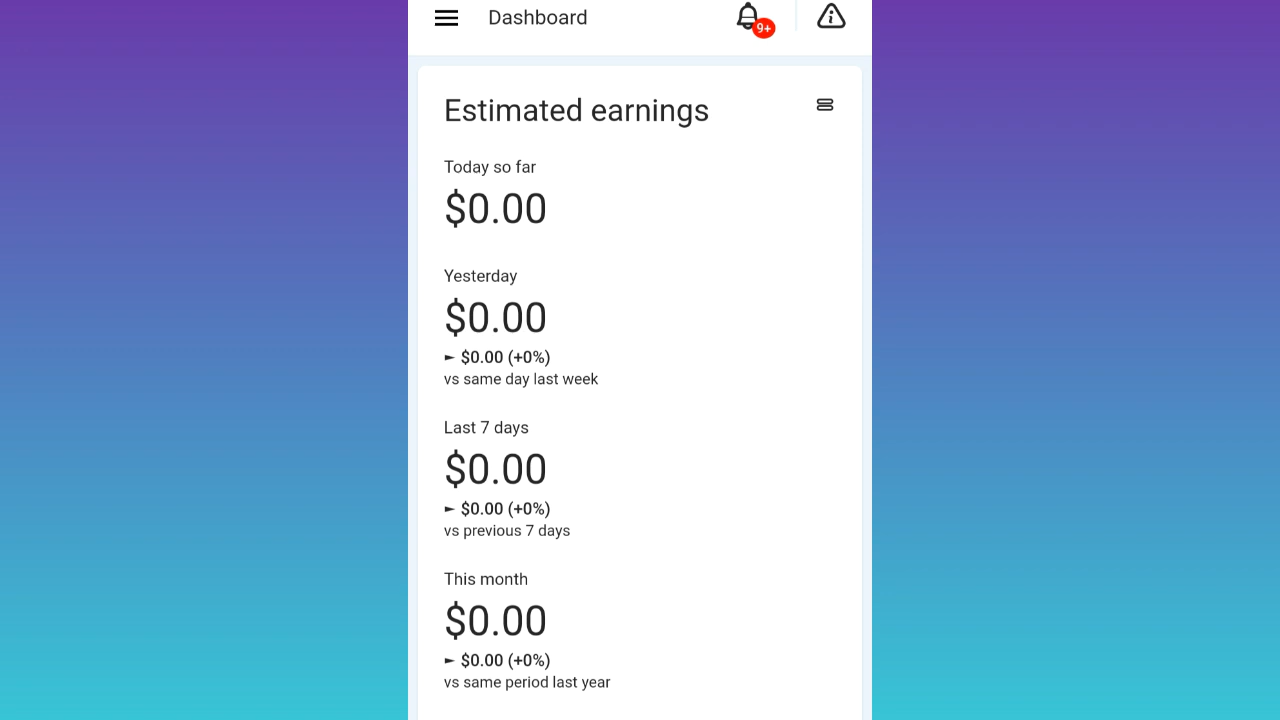 Dashboard
9+
Estimated earnings
Today so far
$0.00
Yesterday
$0.00
► $0.00 (+0%)
vs same day last week
Last 7 days
$0.00
► $0.00 (+0%)
vs previous 7 days
This month
$0.00
► $0.00 (+0%)
vs same period last year